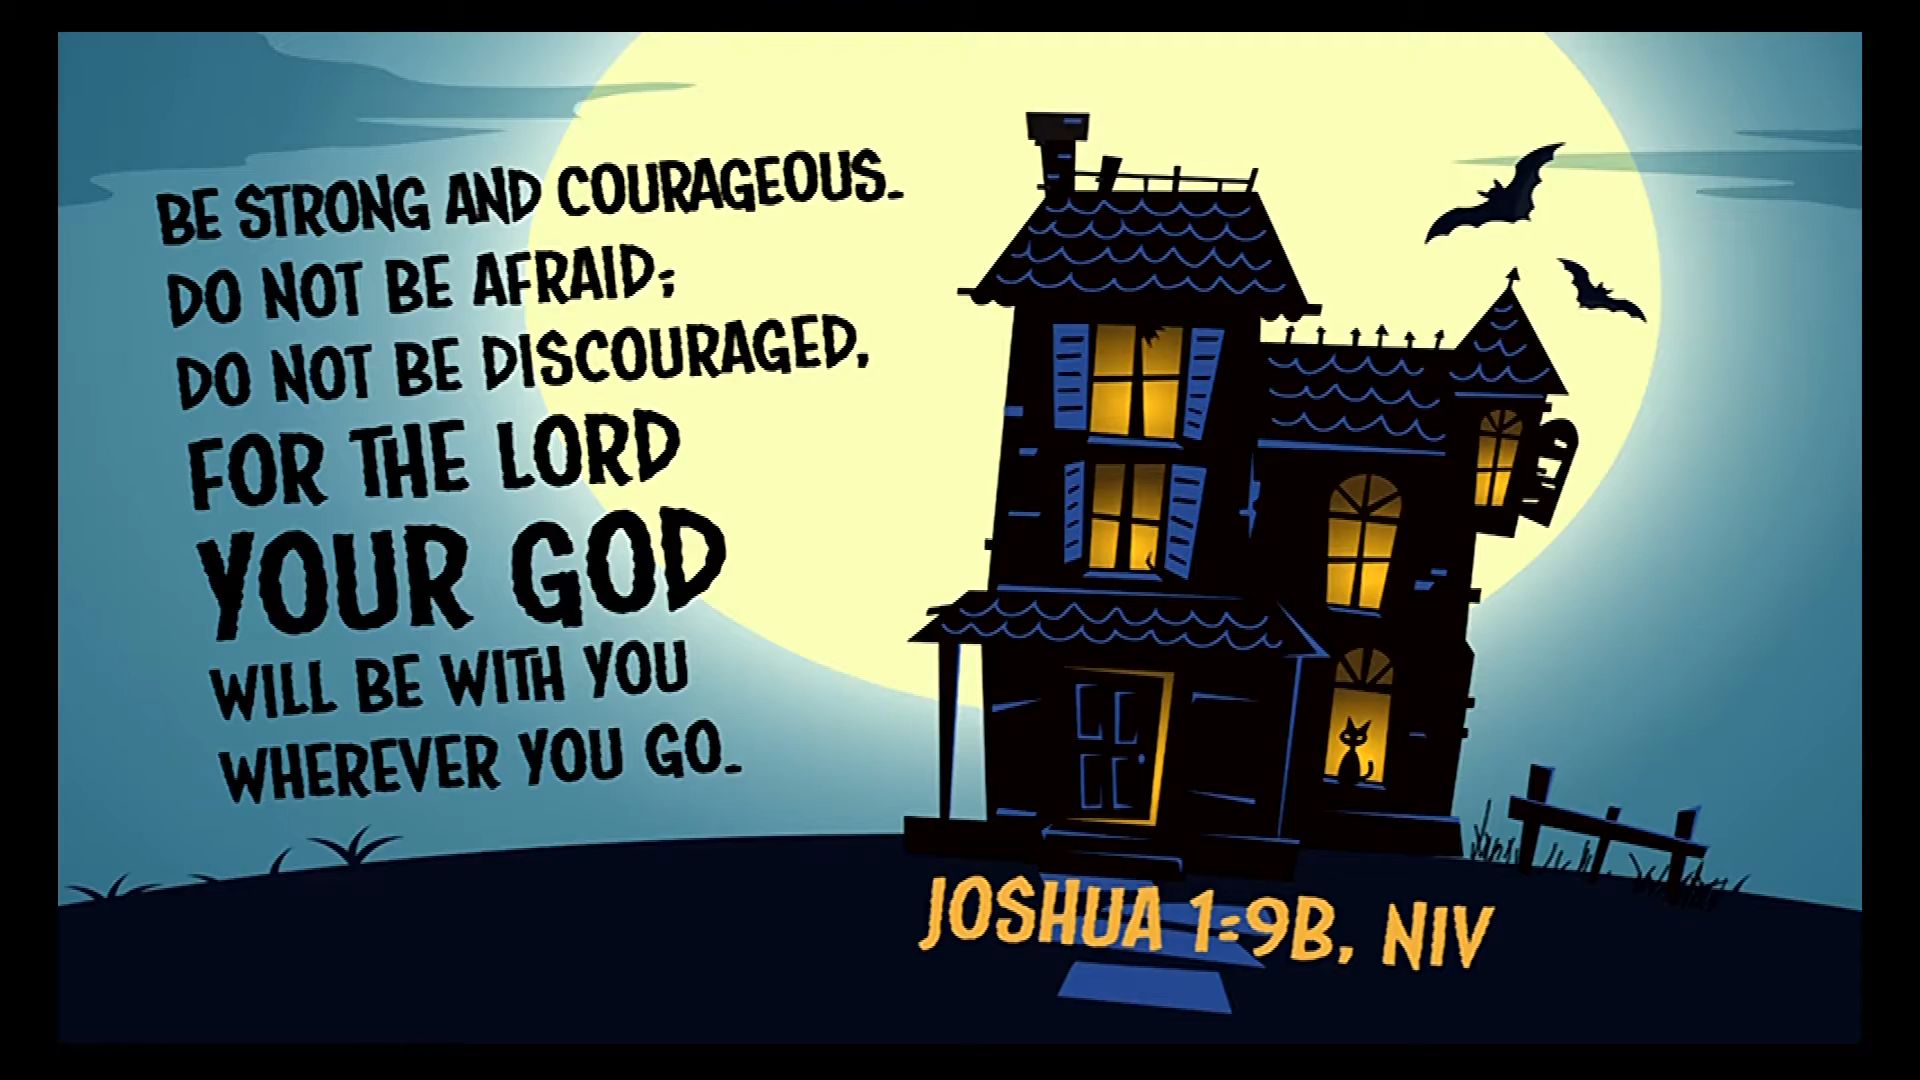 BE STRONG AND COURAGEOUS.
DO NOT BE AFRAID;
DO NOT BE DISCOURAGED,
FOR THE LORD
YOUR GOD
WILL BE WITH YOU
WHEREVER YOU GO.
JOSHUA 1:9B, NIV